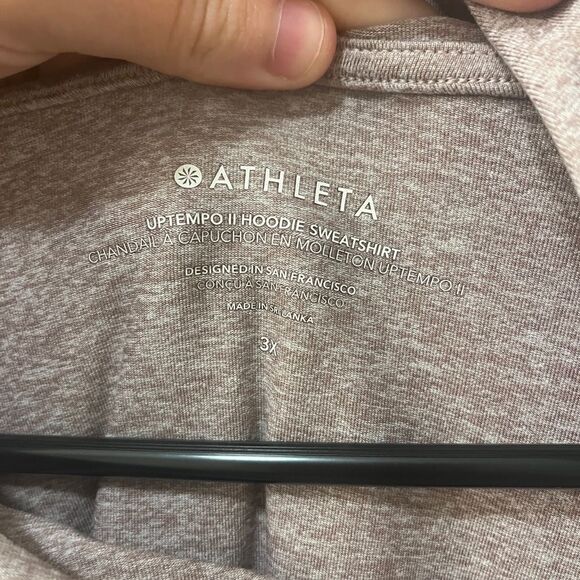 ATHLETA
UPTEMPO II HOODIE SWEATSHIRT
CHANDAIL À CAPUCHON EN MOLLETON UPTEMPO II
DESIGNED IN SAN FRANCISCO
CONÇU À SAN FRANCISCO
MADE IN SRI LANKA
3X